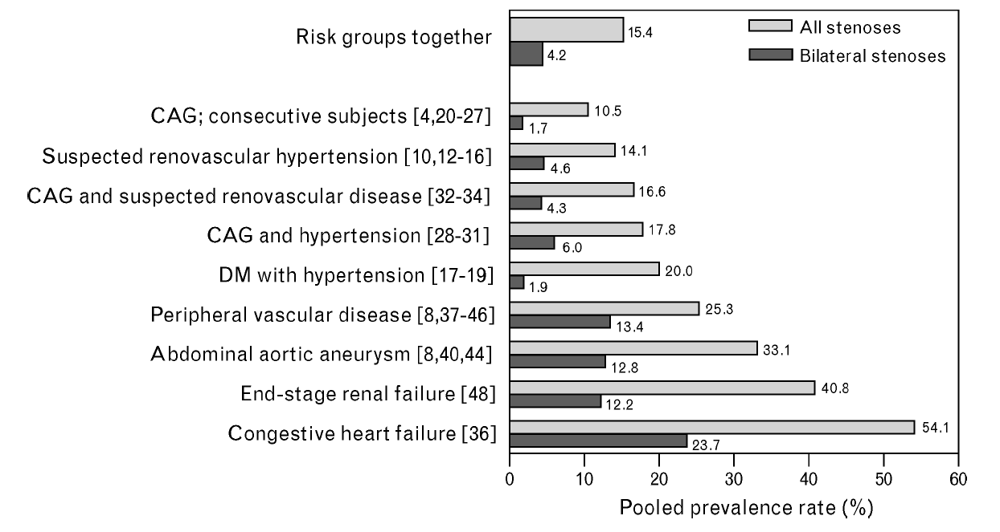 Risk groups together
15.4
4.2
All stenoses
Bilateral stenoses
CAG; consecutive subjects [4,20-27]
10.5
1.7
Suspected renovascular hypertension [10,12-16]
14.1
4.6
CAG and suspected renovascular disease [32-34]
16.6
4.3
CAG and hypertension [28-31]
17.8
6.0
DM with hypertension [17-19]
20.0
1.9
Peripheral vascular disease [8,37-46]
25.3
13.4
Abdominal aortic aneurysm [8,40,44]
33.1
12.8
End-stage renal failure [48]
40.8
12.2
Congestive heart failure [36]
54.1
23.7
0 10 20 30 40 50 60
Pooled prevalence rate (%)